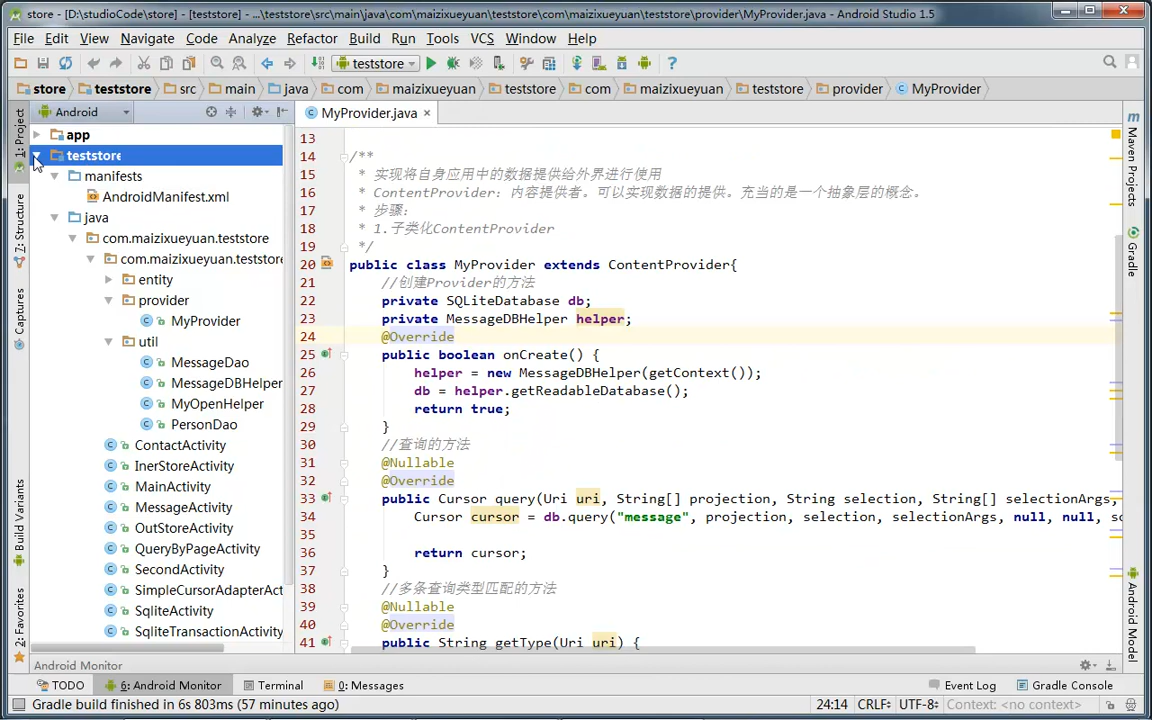 store - [D:\studioCode\store] - [teststore] - ...\teststore\src\main\java\com\maizixueyuan\teststore\com\maizixueyuan\teststore\provider\MyProvider.java - Android Studio 1.5
File Edit View Navigate Code Analyze Refactor Build Run Tools VCS Window Help
teststore
store teststore src main java com maizixueyuan teststore com maizixueyuan teststore provider MyProvider
Android
MyProvider.java
1: Project
7: Structure
Captures
Build Variants
2: Favorites
app
teststore
manifests
AndroidManifest.xml
java
com.maizixueyuan.teststore
com.maizixueyuan.teststore
entity
provider
MyProvider
util
MessageDao
MessageDBHelper
MyOpenHelper
PersonDao
ContactActivity
InerStoreActivity
MainActivity
MessageActivity
OutStoreActivity
QueryByPageActivity
SecondActivity
SimpleCursorAdapterAct
SqliteActivity
SqliteTransactionActivity
13
14 /**
15 * 实现将自身应用中的数据提供给外界进行使用
16 * ContentProvider：内容提供者。可以实现数据的提供。充当的是一个抽象层的概念。
17 * 步骤：
18 * 1.子类化ContentProvider
19 */
20 public class MyProvider extends ContentProvider{
21 //创建Provider的方法
22 private SQLiteDatabase db;
23 private MessageDBHelper helper;
24 @Override
25 public boolean onCreate() {
26 helper = new MessageDBHelper(getContext());
27 db = helper.getReadableDatabase();
28 return true;
29 }
30 //查询的方法
31 @Nullable
32 @Override
33 public Cursor query(Uri uri, String[] projection, String selection, String[] selectionArgs,
34 Cursor cursor = db.query("message", projection, selection, selectionArgs, null, null, so
35
36 return cursor;
37 }
38 //多条查询类型匹配的方法
39 @Nullable
40 @Override
41 public String getType(Uri uri) {
m Maven Projects
Gradle
Android Model
Android Monitor
TODO 6: Android Monitor Terminal 0: Messages Event Log Gradle Console
Gradle build finished in 6s 803ms (57 minutes ago) 24:14 CRLF÷ UTF-8÷ Context: <no context>